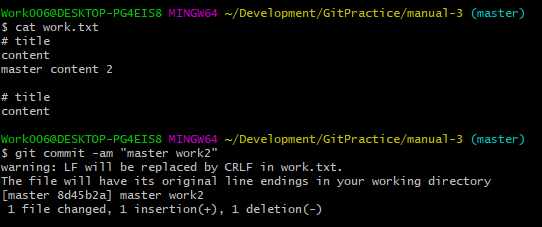 Work006@DESKTOP-PG4EIS8 MINGW64 ~/Development/GitPractice/manual-3 (master)
$ cat work.txt
# title
content
master content 2

# title
content

Work006@DESKTOP-PG4EIS8 MINGW64 ~/Development/GitPractice/manual-3 (master)
$ git commit -am "master work2"
warning: LF will be replaced by CRLF in work.txt.
The file will have its original line endings in your working directory
[master 8d45b2a] master work2
 1 file changed, 1 insertion(+), 1 deletion(-)